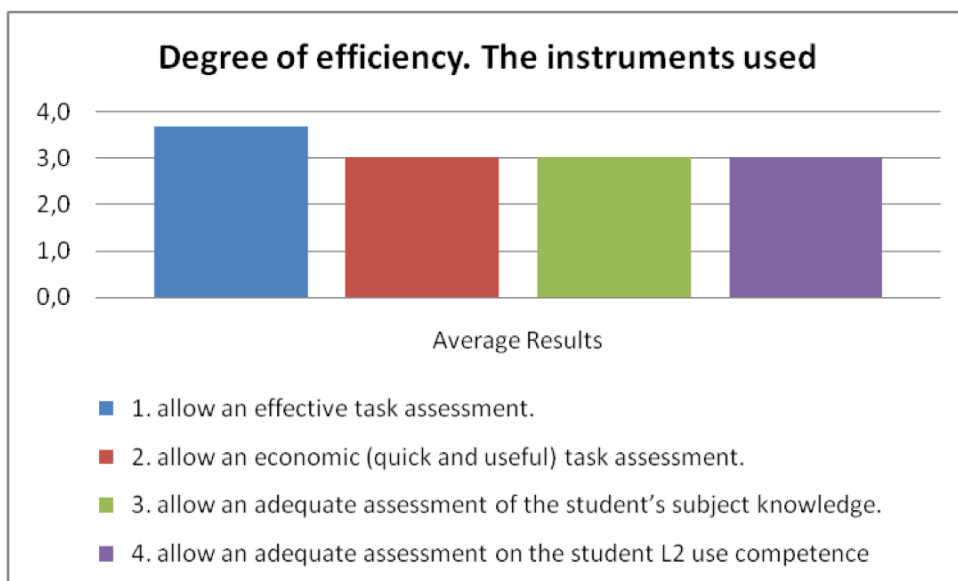 Degree of efficiency. The instruments used
4,0
3,0
2,0
1,0
0,0
Average Results
1. allow an effective task assessment.
2. allow an economic (quick and useful) task assessment.
3. allow an adequate assessment of the student’s subject knowledge.
4. allow an adequate assessment on the student L2 use competence